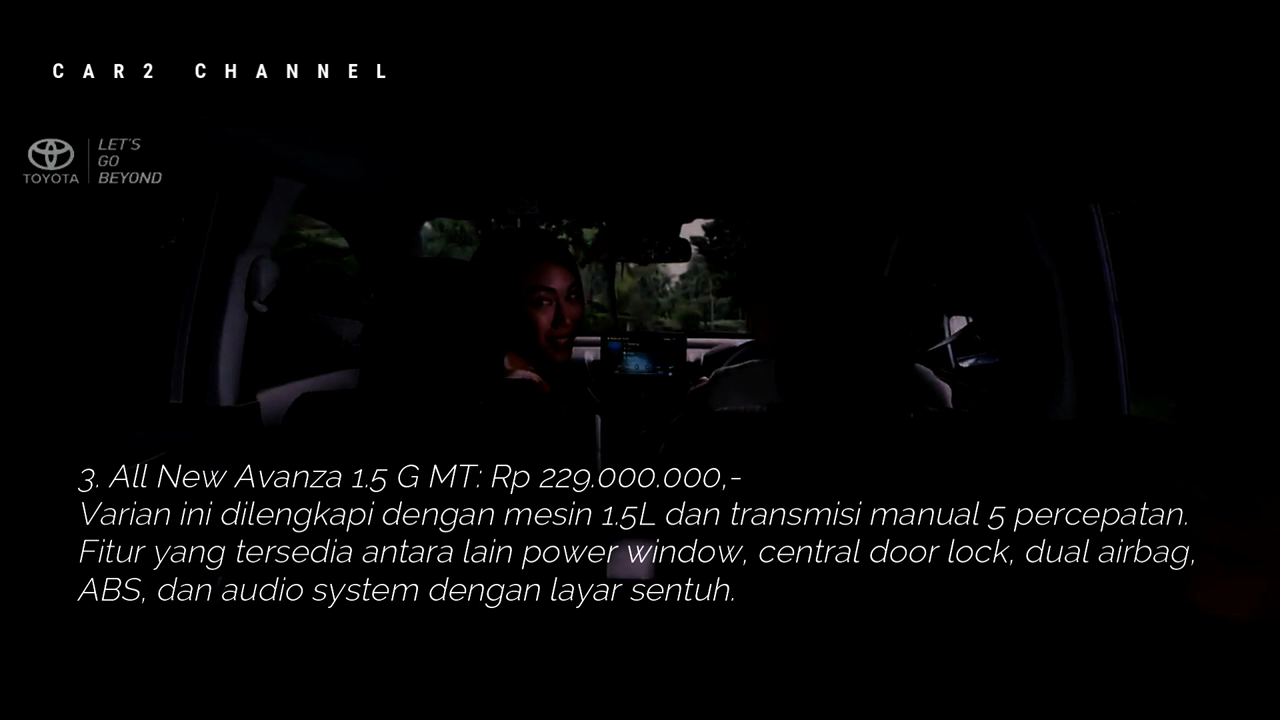 CAR2 CHANNEL
TOYOTA
LET'S
GO
BEYOND
3. All New Avanza 1.5 G MT: Rp 229.000.000,-
Varian ini dilengkapi dengan mesin 1.5L dan transmisi manual 5 percepatan.
Fitur yang tersedia antara lain power window, central door lock, dual airbag,
ABS, dan audio system dengan layar sentuh.